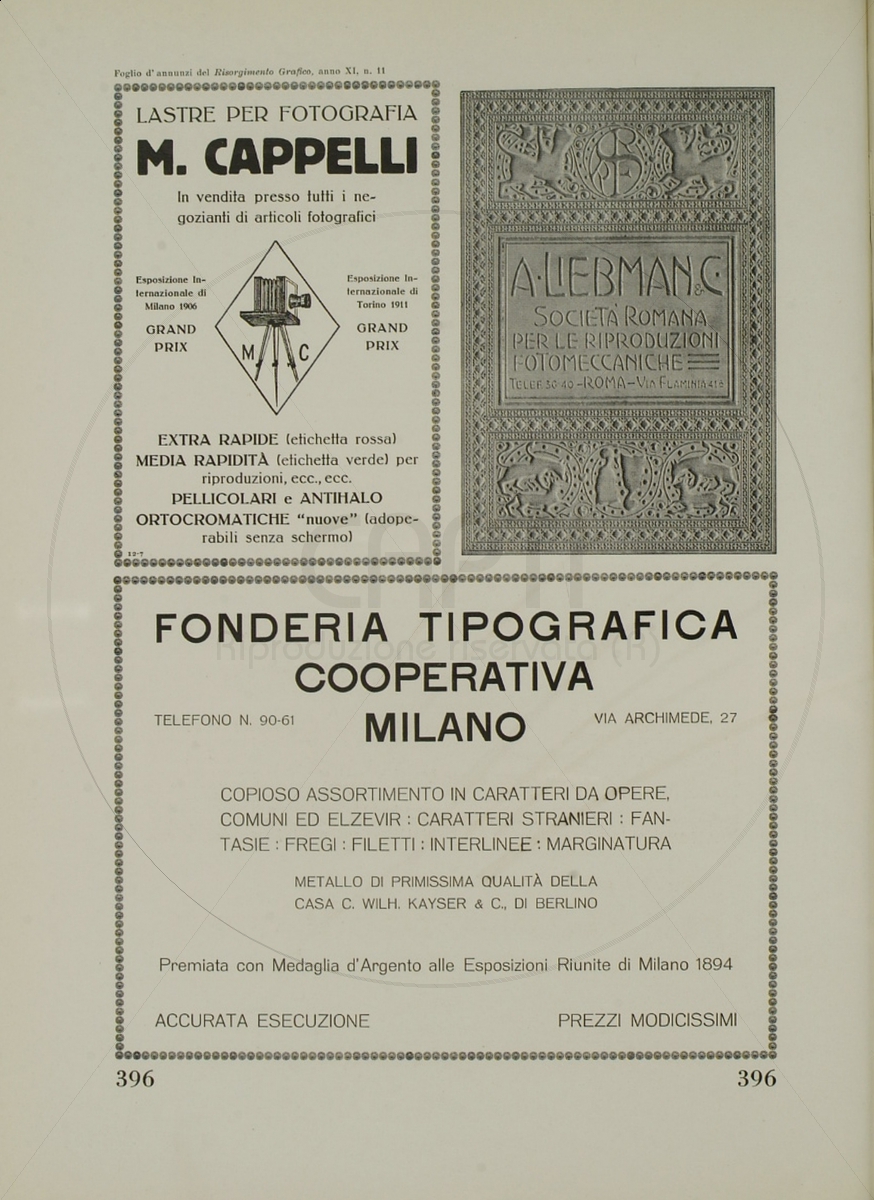 Foglio d'annunzi del Risorgimento Grafico, anno XI, n. 11
LASTRE PER FOTOGRAFIA
M. CAPPELLI
In vendita presso tutti i ne-
gozianti di articoli fotografici
Esposizione In-
ternazionale di
Milano 1906
GRAND
PRIX
M C
Esposizione In-
ternazionale di
Torino 1911
GRAND
PRIX
EXTRA RAPIDE (etichetta rossa)
MEDIA RAPIDITÀ (etichetta verde) per
riproduzioni, ecc., ecc.
PELLICOLARI e ANTIHALO
ORTOCROMATICHE "nuove" (adope-
rabili senza schermo)
12-7
A·LIEBMAN & C·
SOCIETÀ ROMANA
PER LE RIPRODUZIONI
FOTOMECCANICHE
TELEF. 30 40 - ROMA - VIA FLAMINIA
FONDERIA TIPOGRAFICA
COOPERATIVA
TELEFONO N. 90-61 MILANO VIA ARCHIMEDE, 27
COPIOSO ASSORTIMENTO IN CARATTERI DA OPERE,
COMUNI ED ELZEVIR : CARATTERI STRANIERI : FAN-
TASIE : FREGI : FILETTI : INTERLINEE : MARGINATURA
METALLO DI PRIMISSIMA QUALITÀ DELLA
CASA C. WILH. KAYSER & C., DI BERLINO
Premiata con Medaglia d'Argento alle Esposizioni Riunite di Milano 1894
ACCURATA ESECUZIONE PREZZI MODICISSIMI
396 396
Riproduzione riservata (R)